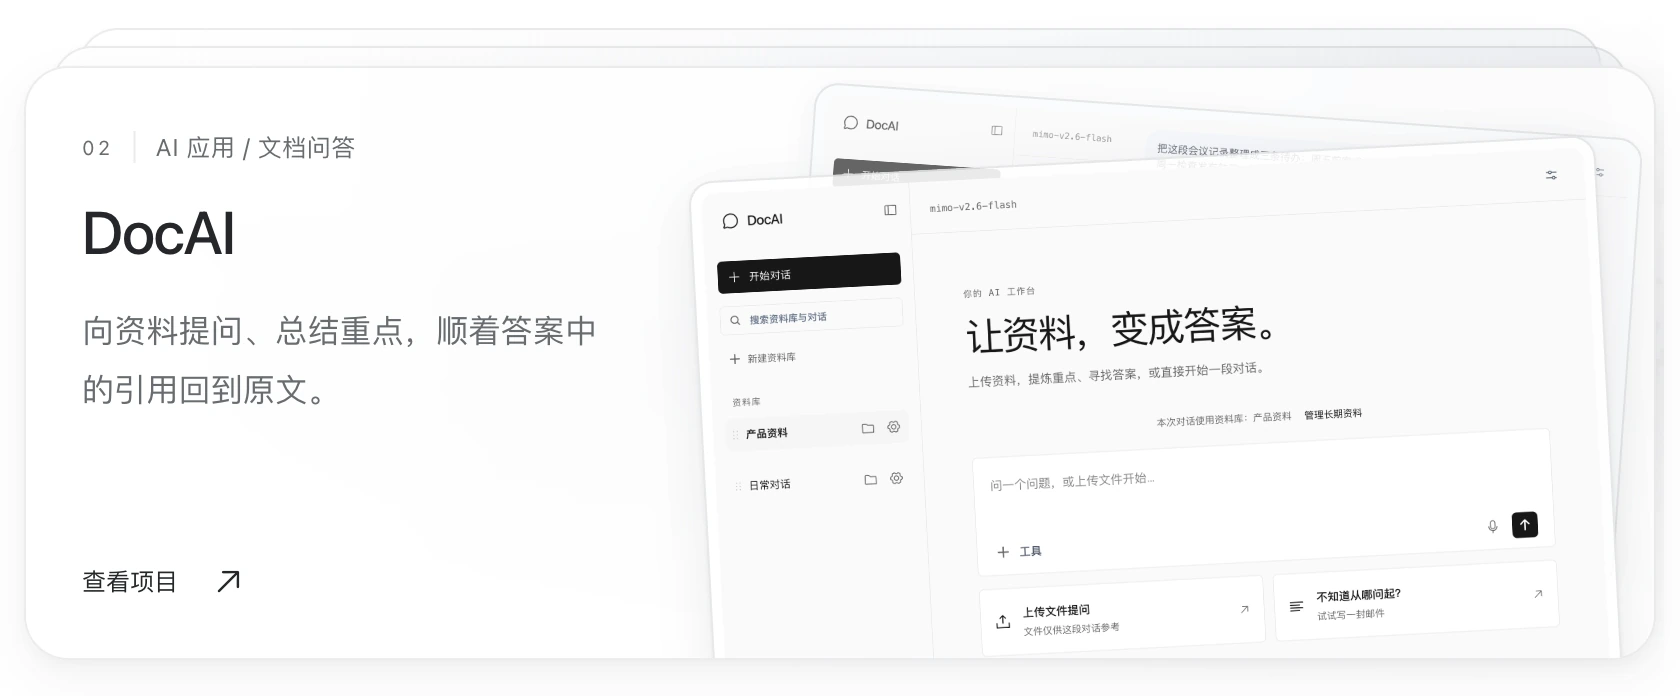 02 AI 应用 / 文档问答
DocAI
向资料提问、总结重点，顺着答案中
的引用回到原文。
查看项目
DocAI
mimo-v2.6-flash
DocAI
开始对话
搜索资料库与对话
新建资料库
资料库
产品资料
日常对话
mimo-v2.6-flash
你的 AI 工作台
让资料，变成答案。
上传资料，提炼重点、寻找答案，或直接开始一段对话。
本次对话使用资料库：产品资料 管理长期资料
问一个问题，或上传文件开始...
工具
上传文件提问
文件仅供这段对话参考
不知道从哪问起？
试试写一封邮件